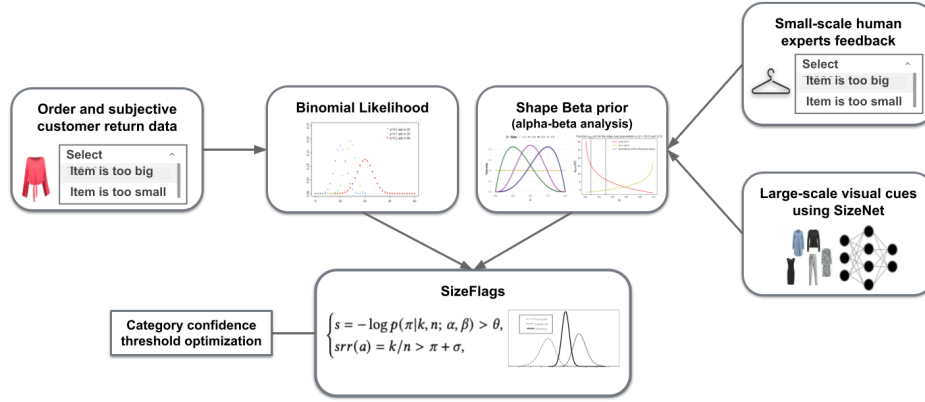 Small-scale human
experts feedback
Select
Item is too big
Item is too small
Order and subjective
customer return data
Select
Item is too big
Item is too small
Binomial Likelihood
Shape Beta prior
(alpha-beta analysis)
Large-scale visual cues
using SizeNet
SizeFlags
s = −log p(π|k, n; α, β) > θ,
srr(a) = k/n > π + σ,
Category confidence
threshold optimization